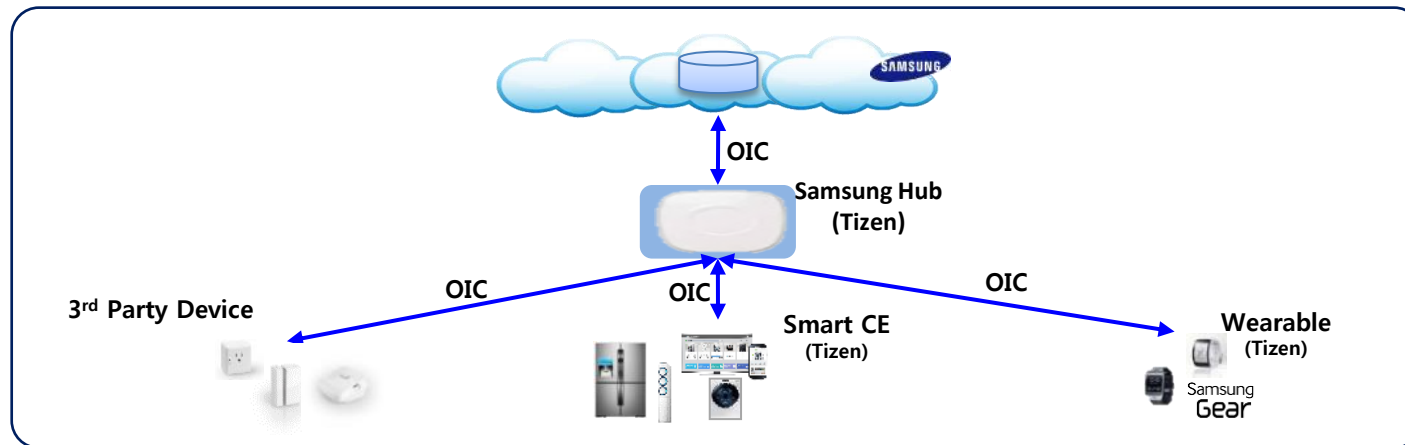 SAMSUNG
OIC
Samsung Hub
(Tizen)
OIC
OIC
OIC
3rd Party Device
Smart CE
(Tizen)
Wearable
(Tizen)
Samsung
Gear